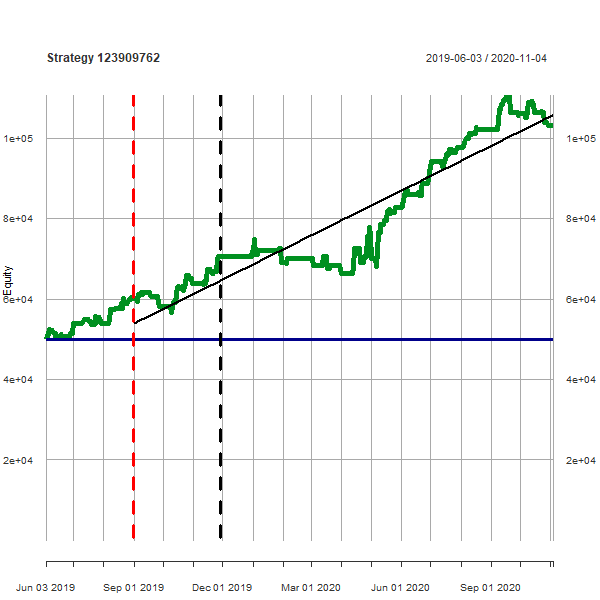 Strategy 123909762
2019-06-03 / 2020-11-04
1e+05
1e+05
8e+04
8e+04
Equity
6e+04
6e+04
4e+04
4e+04
2e+04
2e+04
Jun 03 2019
Sep 01 2019
Dec 01 2019
Mar 01 2020
Jun 01 2020
Sep 01 2020